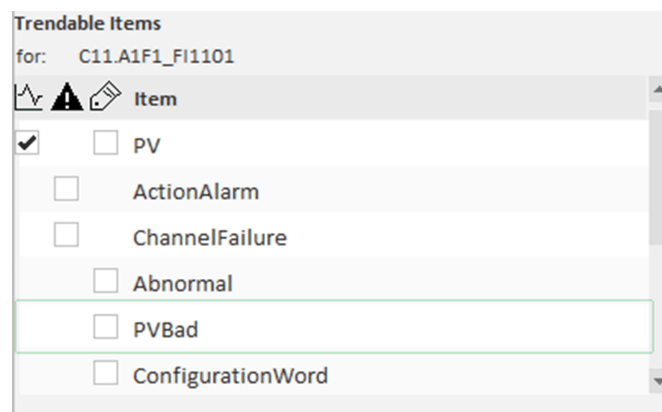 Trendable Items
for: C11.A1F1_FI1101
Item
PV
ActionAlarm
ChannelFailure
Abnormal
PVBad
ConfigurationWord